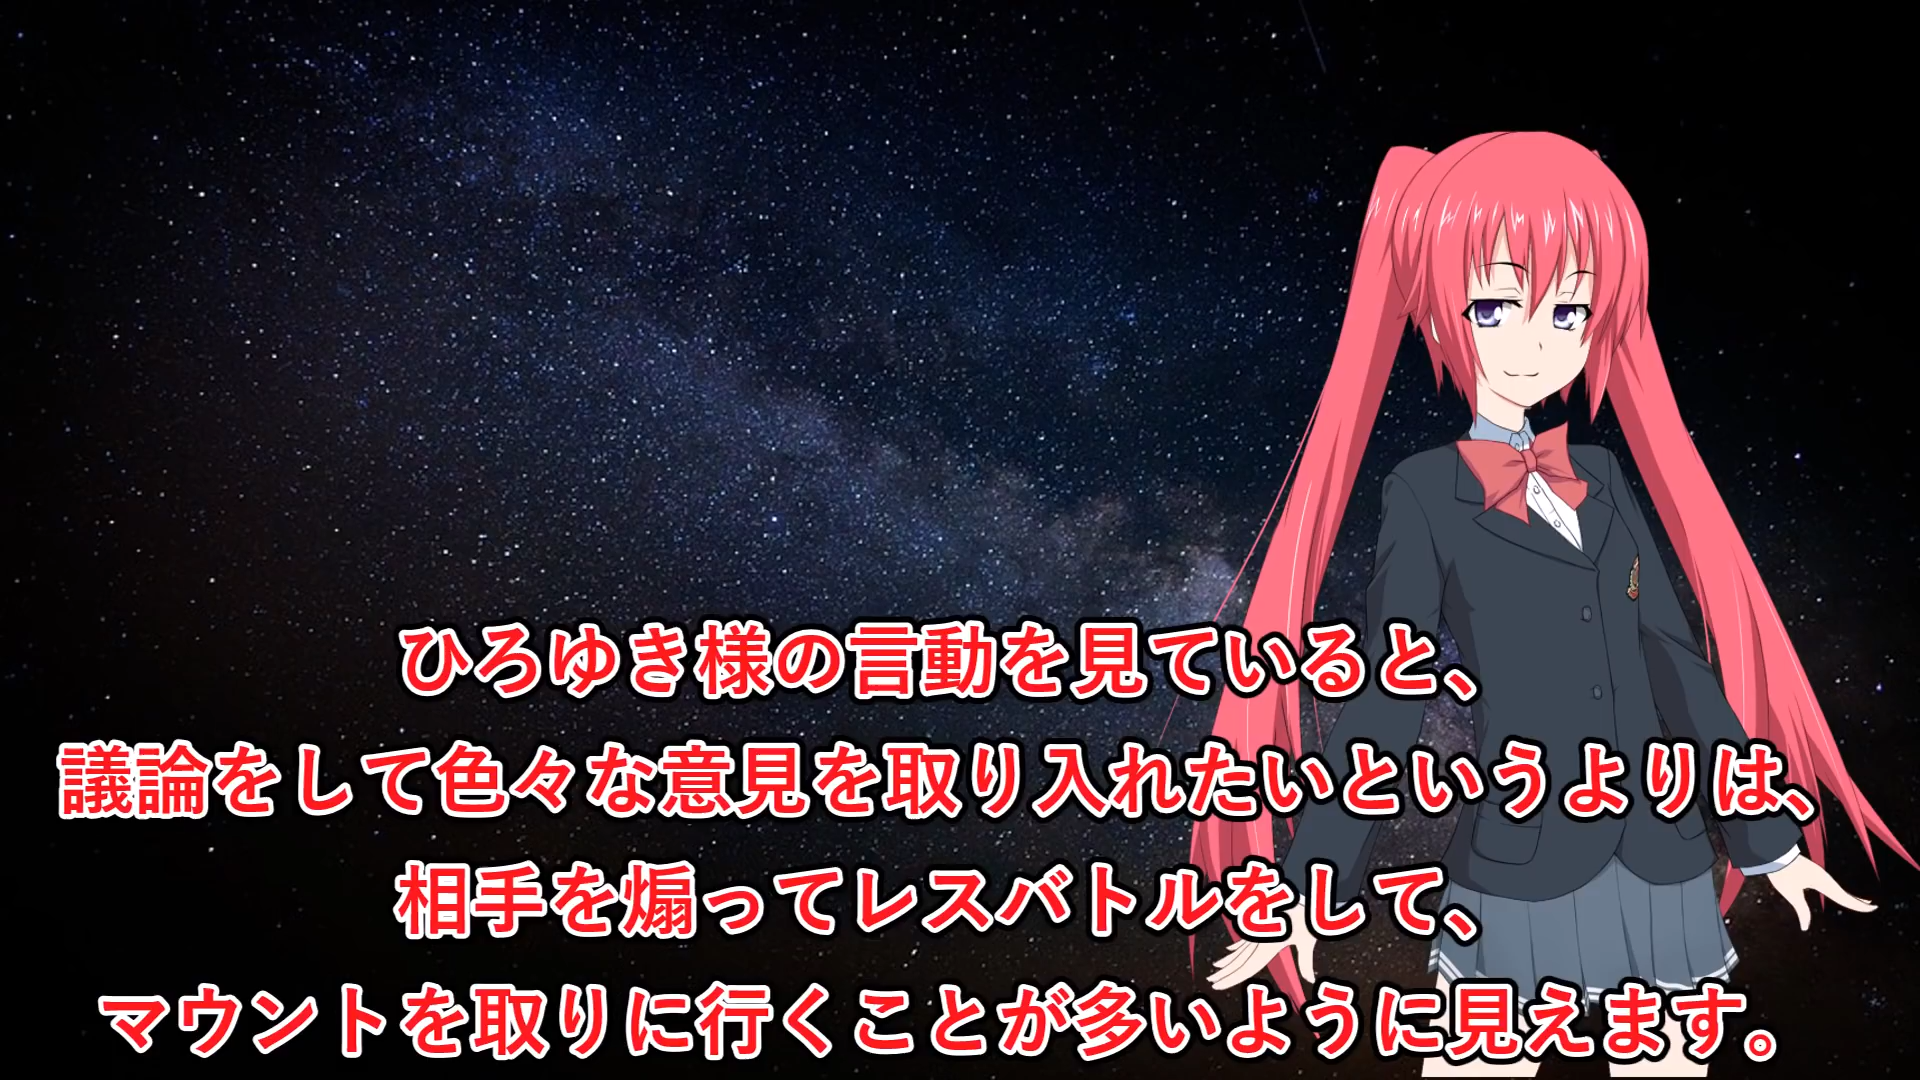 ひろゆき様の言動を見ていると、
議論をして色々な意見を取り入れたいというよりは、
相手を煽ってレスバトルをして、
マウントを取りに行くことが多いように見えます。